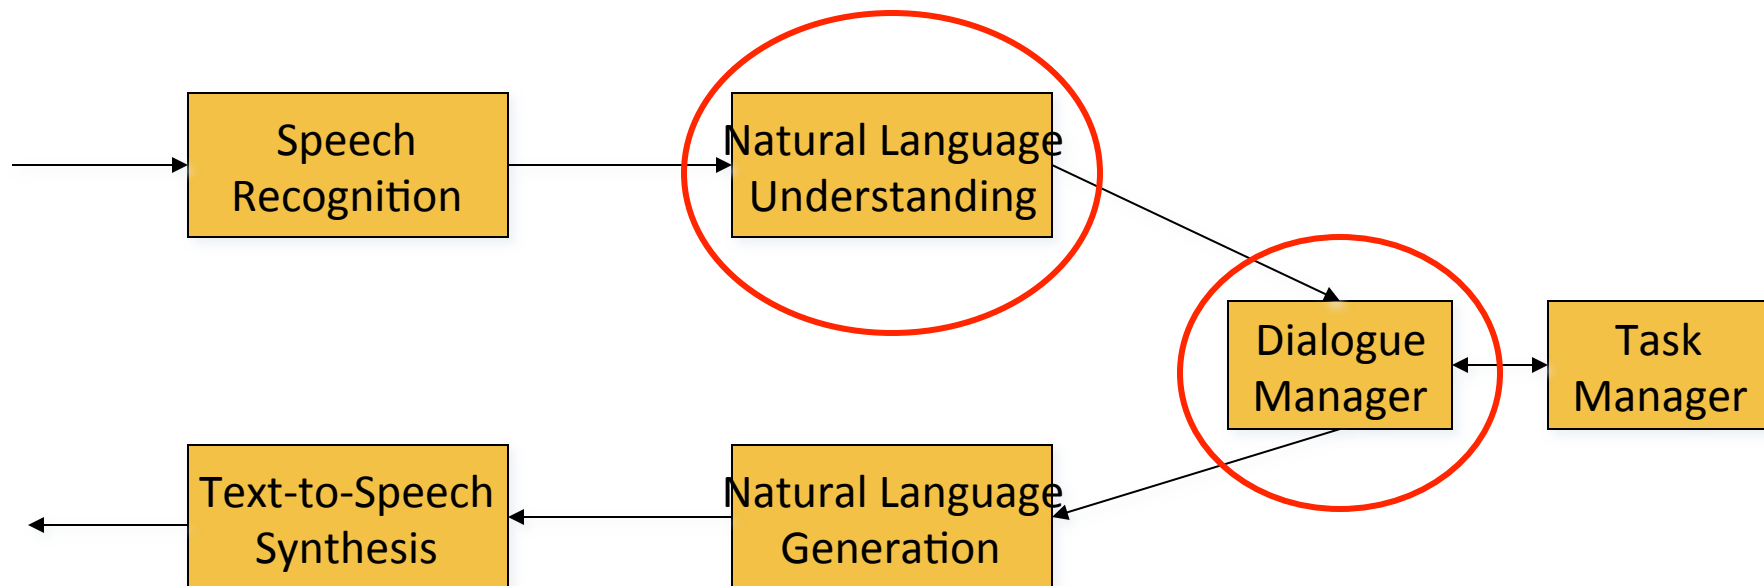 Speech
Recognition
Natural Language
Understanding
Dialogue
Manager
Task
Manager
Text-to-Speech
Synthesis
Natural Language
Generation